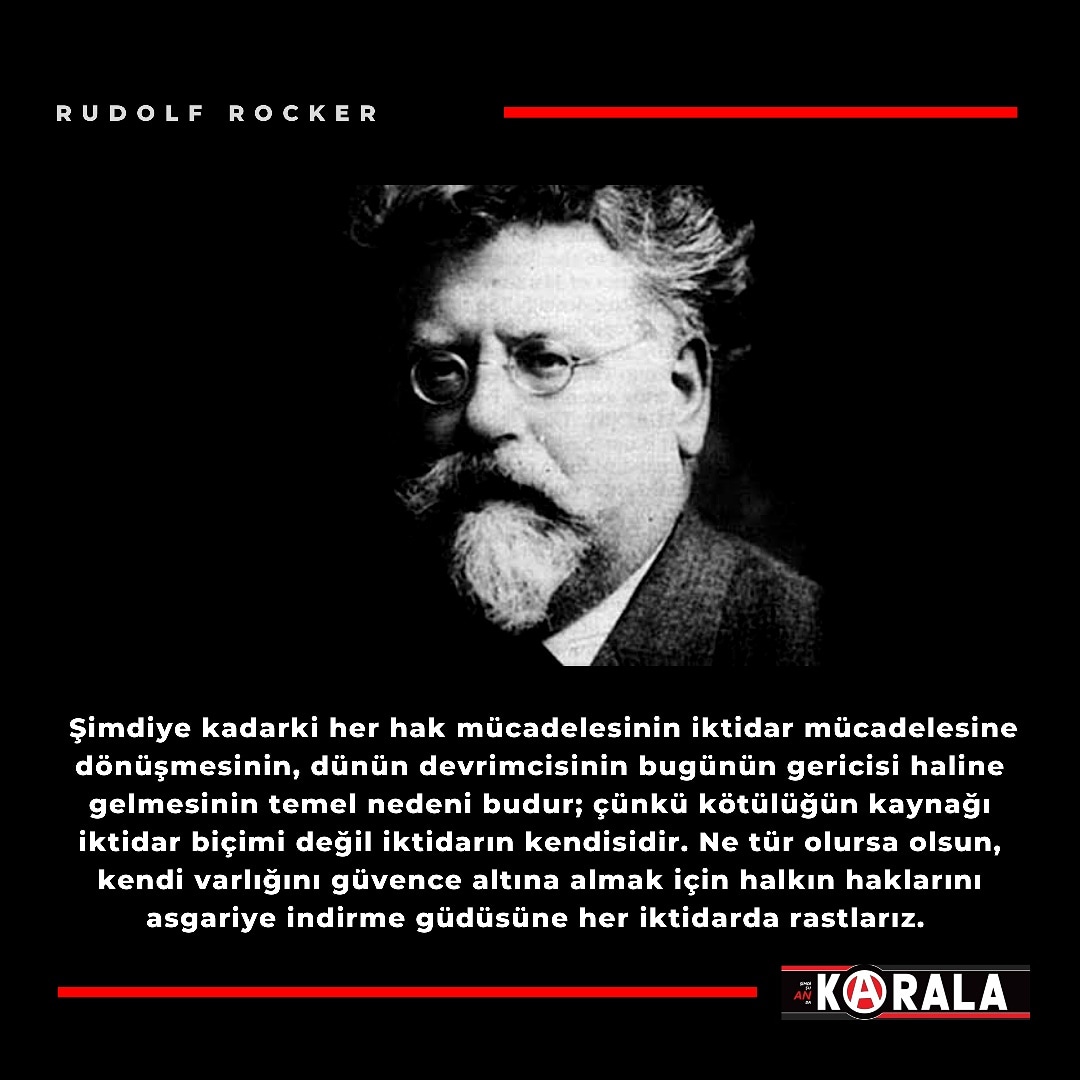 RUDOLF ROCKER
Şimdiye kadarki her hak mücadelesinin iktidar mücadelesine
dönüşmesinin, dünün devrimcisinin bugünün gericisi haline
gelmesinin temel nedeni budur; çünkü kötülüğün kaynağı
iktidar biçimi değil iktidarın kendisidir. Ne tür olursa olsun,
kendi varlığını güvence altına almak için halkın haklarını
asgariye indirme güdüsüne her iktidarda rastlarız.
AN
KARALA